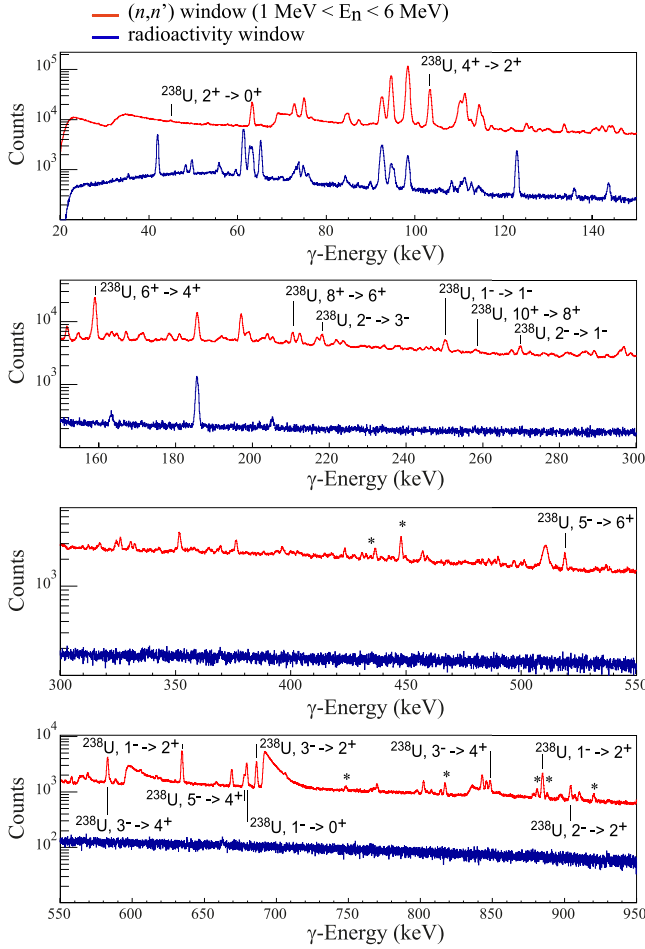 (n,n’) window (1 MeV < En < 6 MeV)
radioactivity window
238U, 4+ -> 2+
238U, 2+ -> 0+
10^5
10^4
10^3
Counts
20 40 60 80 100 120 140
γ-Energy (keV)
238U, 6+ -> 4+
238U, 8+ -> 6+
238U, 2- -> 3-
238U, 1- -> 1-
238U, 10+ -> 8+
238U, 2- -> 1-
10^4
10^3
Counts
160 180 200 220 240 260 280 300
γ-Energy (keV)
* *
238U, 5- -> 6+
10^3
Counts
300 350 400 450 500 550
γ-Energy (keV)
238U, 1- -> 2+
238U, 3- -> 2+
238U, 3- -> 4+
238U, 1- -> 2+
* * * * *
238U, 5- -> 4+
238U, 3- -> 4+
238U, 1- -> 0+
238U, 2- -> 2+
10^4
10^3
10^2
Counts
550 600 650 700 750 800 850 900 950
γ-Energy (keV)